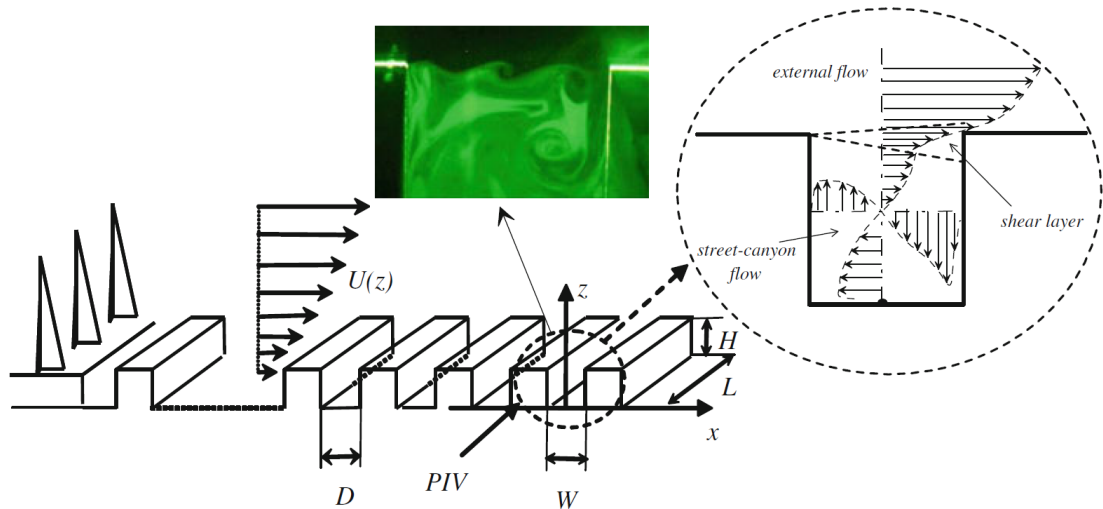 external flow
shear layer
street-canyon
flow
U(z)
z
H
L
x
PIV
D
W